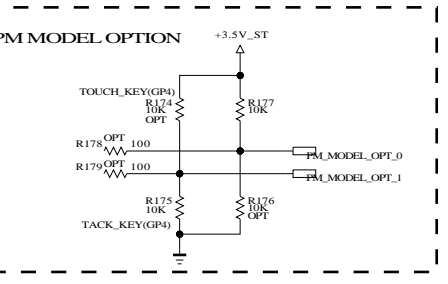 PM MODEL OPTION
+3.5V_ST
TOUCH_KEY(GP4)
R174
10K
OPT
R177
10K
R178 OPT 100
PM_MODEL_OPT_0
R179 OPT 100
PM_MODEL_OPT_1
R175
10K
R176
10K
OPT
TACK_KEY(GP4)